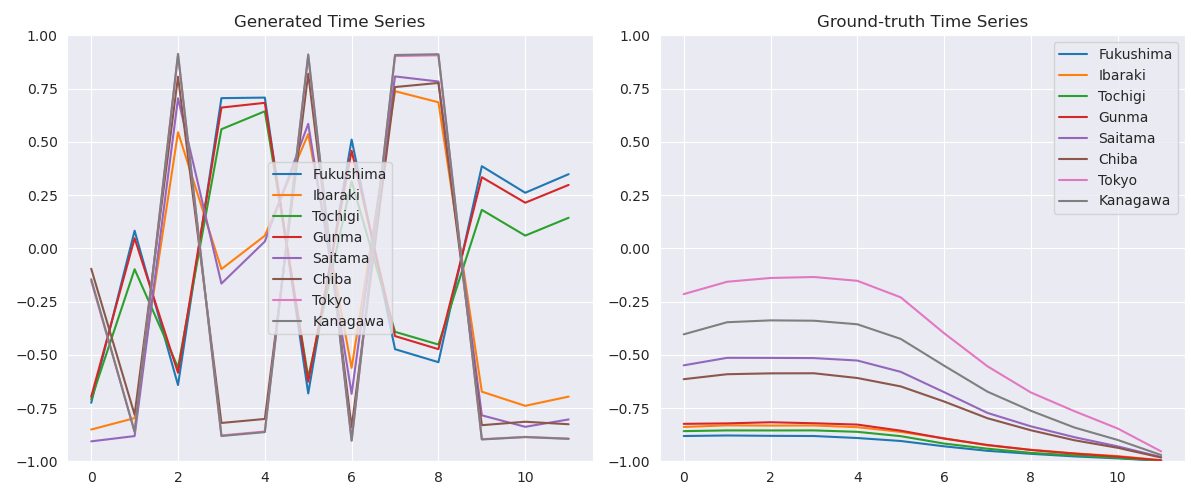 Generated Time Series
1.00
0.75
0.50
0.25
0.00
−0.25
−0.50
−0.75
−1.00
0 2 4 6 8 10
Fukushima
Ibaraki
Tochigi
Gunma
Saitama
Chiba
Tokyo
Kanagawa
Ground-truth Time Series
1.00
0.75
0.50
0.25
0.00
−0.25
−0.50
−0.75
−1.00
0 2 4 6 8 10
Fukushima
Ibaraki
Tochigi
Gunma
Saitama
Chiba
Tokyo
Kanagawa